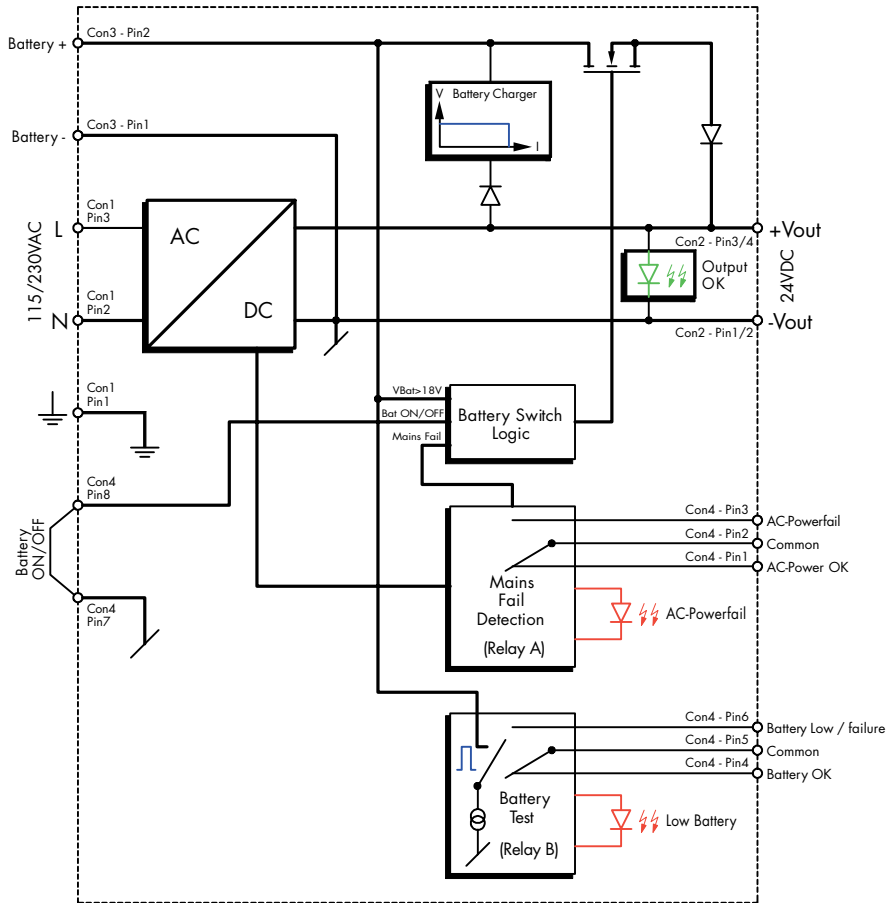 Battery +
Con3 - Pin2
V Battery Charger
I
Battery -
Con3 - Pin1
115/230VAC
L
Con1
Pin3
AC
DC
N
Con1
Pin2
+Vout
Con2 - Pin3/4
Output
OK
24VDC
-Vout
Con2 - Pin1/2
Con1
Pin1
VBat>18V
Bat ON/OFF
Mains Fail
Battery Switch
Logic
Con4
Pin8
Battery
ON/OFF
Con4
Pin7
Mains
Fail
Detection
(Relay A)
Con4 - Pin3
AC-Powerfail
Con4 - Pin2
Common
Con4 - Pin1
AC-Power OK
AC-Powerfail
Battery
Test
(Relay B)
Con4 - Pin6
Battery Low / failure
Con4 - Pin5
Common
Con4 - Pin4
Battery OK
Low Battery